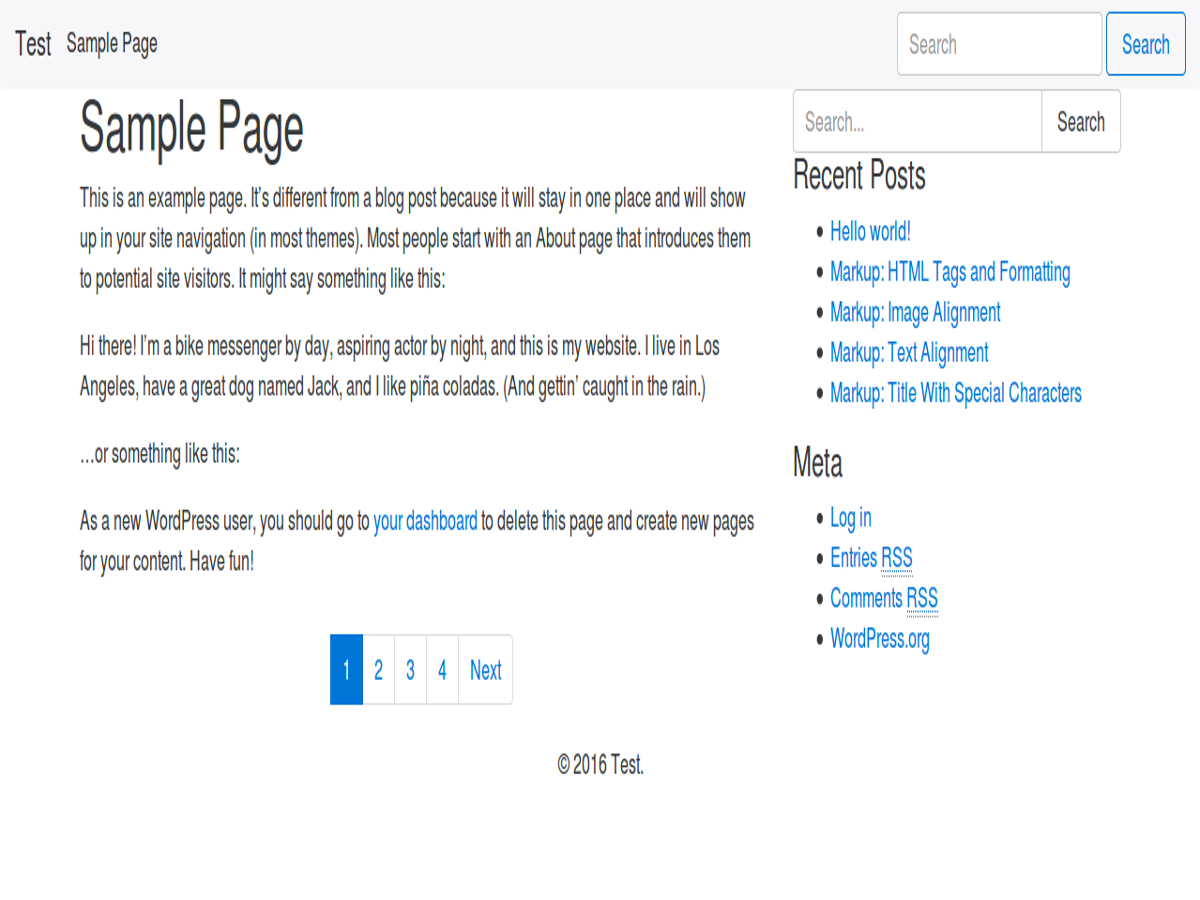 Test Sample Page Search Search
Sample Page
This is an example page. It’s different from a blog post because it will stay in one place and will show
up in your site navigation (in most themes). Most people start with an About page that introduces them
to potential site visitors. It might say something like this:
Hi there! I’m a bike messenger by day, aspiring actor by night, and this is my website. I live in Los
Angeles, have a great dog named Jack, and I like piña coladas. (And gettin’ caught in the rain.)
…or something like this:
As a new WordPress user, you should go to your dashboard to delete this page and create new pages
for your content. Have fun!
1 2 3 4 Next
Search... Search
Recent Posts
Hello world!
Markup: HTML Tags and Formatting
Markup: Image Alignment
Markup: Text Alignment
Markup: Title With Special Characters
Meta
Log in
Entries RSS
Comments RSS
WordPress.org
© 2016 Test.